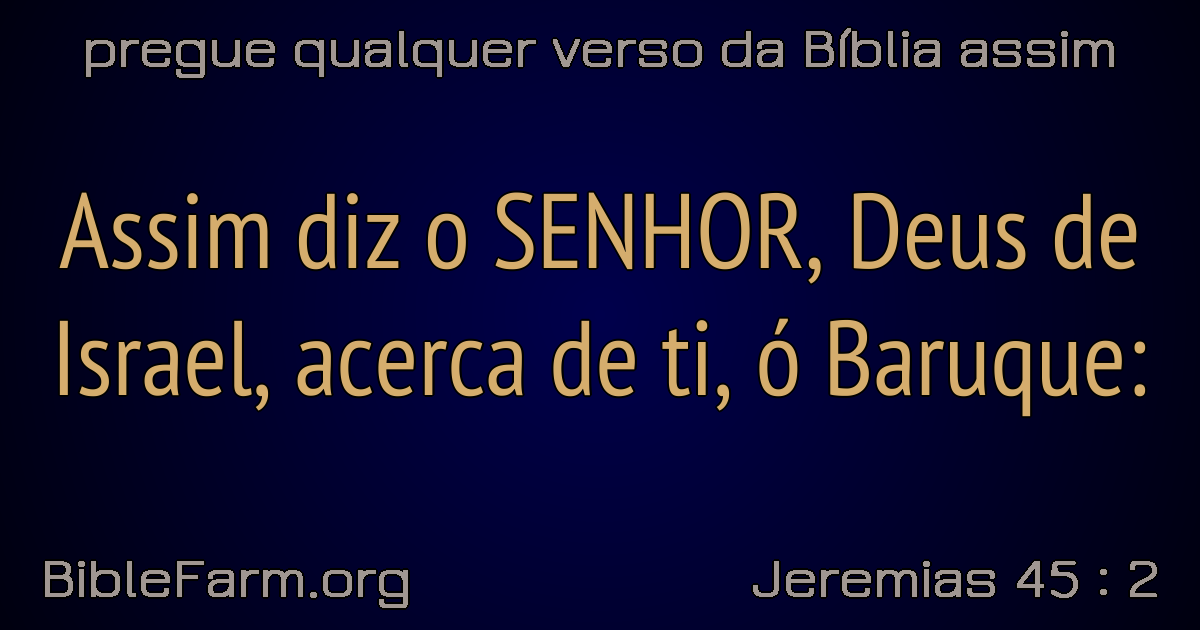 pregue qualquer verso da Bíblia assim
Assim diz o SENHOR, Deus de
Israel, acerca de ti, ó Baruque:
BibleFarm.org
Jeremias 45 : 2